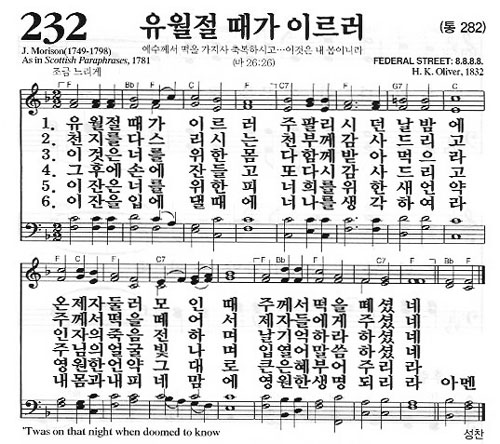 232 유월절 때가 이르러 (통 282)
J. Morison(1749-1798) 예수께서 떡을 가지사 축복하시고…이것은 내 몸이니라 FEDERAL STREET: 8.8.8.8.
As in Scottish Paraphrases, 1781 (마 26:26) H. K. Oliver, 1832
조금 느리게
F Bb F C7 F C C7 F G7 C
1. 유월절때가이르러는주팔리시던날밤에
2. 천지를다스리시는천부께감사드리고
3. 이것은너를위한몸다함께받아먹으라
4. 그후에손에잔들고또다시감사드리고
5. 이잔은너를위한피너희를위한새언약
6. 이잔을입에댈때에너나를생각하여라
F C F C7 F C7 F C7 F Bb F
온제자둘러모인때 주께서떡을떼셨네
주께서떡을떼어서 제자들에게주셨네
죽음전하며 날기억하라하셨네
님의얼굴빛나며 입열어말씀하셨네
영원한언약그대로 은혜부어주리라
내몸과내피네맘에 영원한생명되리라 아멘
'Twas on that night when doomed to know 성찬